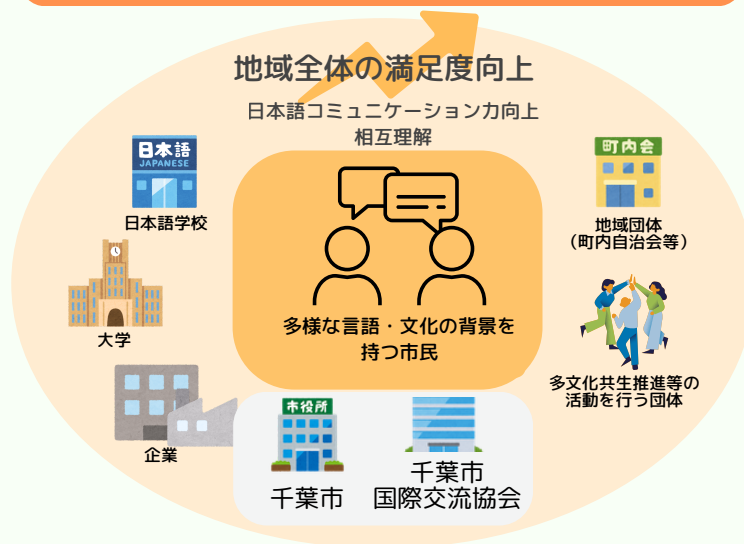 地域全体の満足度向上
日本語コミュニケーション力向上
相互理解
日本語
JAPANESE
日本語学校
町内会
地域団体
（町内自治会等）
大学
多様な言語・文化の背景を
持つ市民
多文化共生推進等の
活動を行う団体
企業
市役所
千葉市
千葉市
国際交流協会